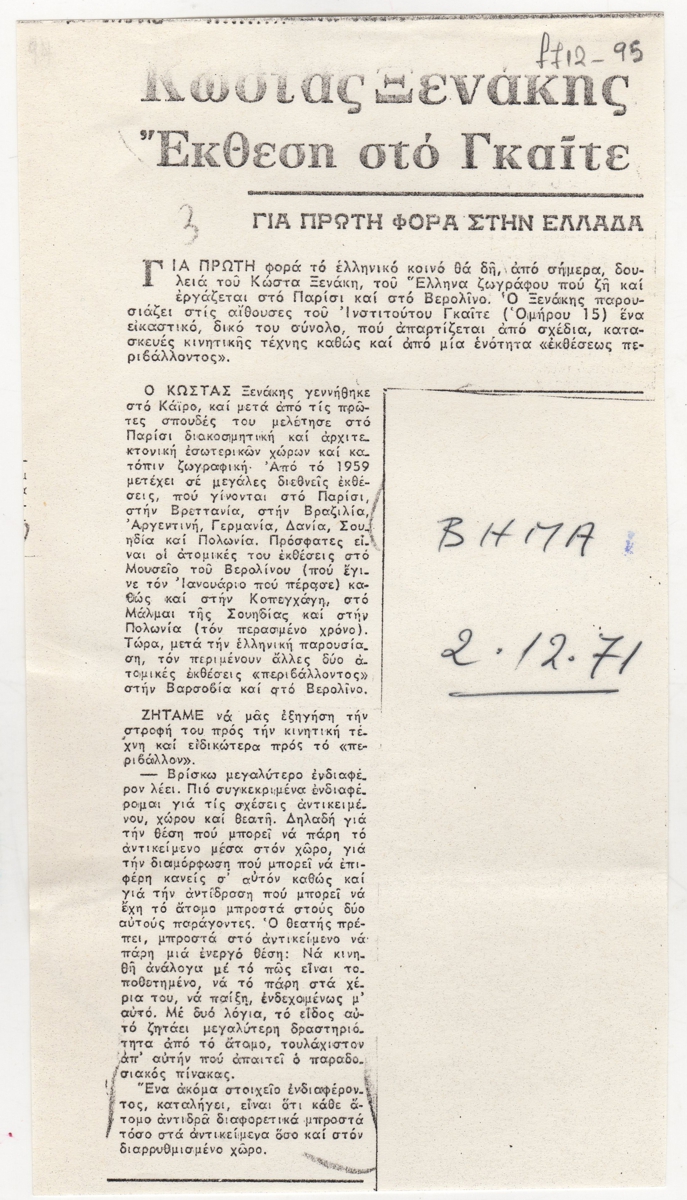 ff12-95
Κώστας Ξενάκης
Ἔκθεση στό Γκαῖτε
3
ΓΙΑ ΠΡΩΤΗ ΦΟΡΑ ΣΤΗΝ ΕΛΛΑΔΑ
ΓΙΑ ΠΡΩΤΗ φορά τό ἑλληνικό κοινό θά δῆ, ἀπό σήμερα, δου-
λειά τοῦ Κώστα Ξενάκη, τοῦ Ἕλληνα ζωγράφου πού ζῆ καί
ἐργάζεται στό Παρίσι καί στό Βερολῖνο. Ὁ Ξενάκης παρου-
σιάζει στίς αἴθουσες τοῦ Ἰνστιτούτου Γκαῖτε (Ὁμήρου 15) ἕνα
εἰκαστικό, δικό του σύνολο, πού ἀπαρτίζεται ἀπό σχέδια, κατα-
σκευές κινητικῆς τέχνης καθώς καί ἀπό μία ἑνότητα «ἐκθέσεως πε-
ριβάλλοντος».
Ο ΚΩΣΤΑΣ Ξενάκης γεννήθηκε
στό Κάϊρο, καί μετά ἀπό τίς πρῶ-
τες σπουδές του μελέτησε στό
Παρίσι διακοσμητική καί ἀρχιτε-
κτονική ἐσωτερικῶν χώρων καί κα-
τόπιν ζωγραφική. Ἀπό τό 1959
μετέχει σέ μεγάλες διεθνεῖς ἐκθέ-
σεις, πού γίνονται στό Παρίσι,
στήν Βρεττανία, στήν Βραζιλία,
Ἀργεντινή, Γερμανία, Δανία, Σου-
ηδία καί Πολωνία. Πρόσφατες εἶ-
ναι οἱ ἀτομικές του ἐκθέσεις στό
Μουσεῖο τοῦ Βερολίνου (πού ἔγι-
νε τόν Ἰανουάριο πού πέρασε) κα-
θώς καί στήν Κοπεγχάγη, στό
Μάλμαι τῆς Σουηδίας καί στήν
Πολωνία (τόν περασμένο χρόνο).
Τώρα, μετά τήν ἑλληνική παρουσία-
ση, τόν περιμένουν ἄλλες δύο ἀ-
τομικές ἐκθέσεις «περιβάλλοντος»
στήν Βαρσοβία καί στό Βερολῖνο.
ΖΗΤΑΜΕ νά μᾶς ἐξηγήση τήν
στροφή του πρός τήν κινητική τέ-
χνη καί εἰδικώτερα πρός τό «πε-
ριβάλλον».
— Βρίσκω μεγαλύτερο ἐνδιαφέ-
ρον λέει. Πιό συγκεκριμένα ἐνδιαφέ-
ρομαι γιά τίς σχέσεις ἀντικειμέ-
νου, χώρου καί θεατῆ. Δηλαδή γιά
τήν θέση πού μπορεῖ νά πάρη τό
ἀντικείμενο μέσα στόν χῶρο, γιά
τήν διαμόρφωση πού μπορεῖ νά ἐπι-
φέρη κανείς σ' αὐτόν καθώς καί
γιά τήν ἀντίδραση πού μπορεῖ νά
ἔχη τό ἄτομο μπροστά στούς δύο
αὐτούς παράγοντες. Ὁ θεατής πρέ-
πει, μπροστά στό ἀντικείμενο νά
πάρη μιά ἐνεργό θέση: Νά κινη-
θῆ ἀνάλογα μέ τό πῶς εἶναι το-
ποθετημένο, νά τό πάρη στά χέ-
ρια του, νά παίξη, ἐνδεχομένως μ'
αὐτό. Μέ δυό λόγια, τό εἶδος αὐ-
τό ζητάει μεγαλύτερη δραστηριό-
τητα ἀπό τό ἄτομο, τουλάχιστον
ἀπ' αὐτήν πού ἀπαιτεῖ ὁ παραδο-
σιακός πίνακας.
Ἕνα ἀκόμα στοιχεῖο ἐνδιαφέρον-
τος, καταλήγει, εἶναι ὅτι κάθε ἄ-
τομο ἀντιδρᾶ διαφορετικά μπροστά
τόσο στά ἀντικείμενα ὅσο καί στόν
διαρρυθμισμένο χῶρο.
ΒΗΜΑ
2.12.71